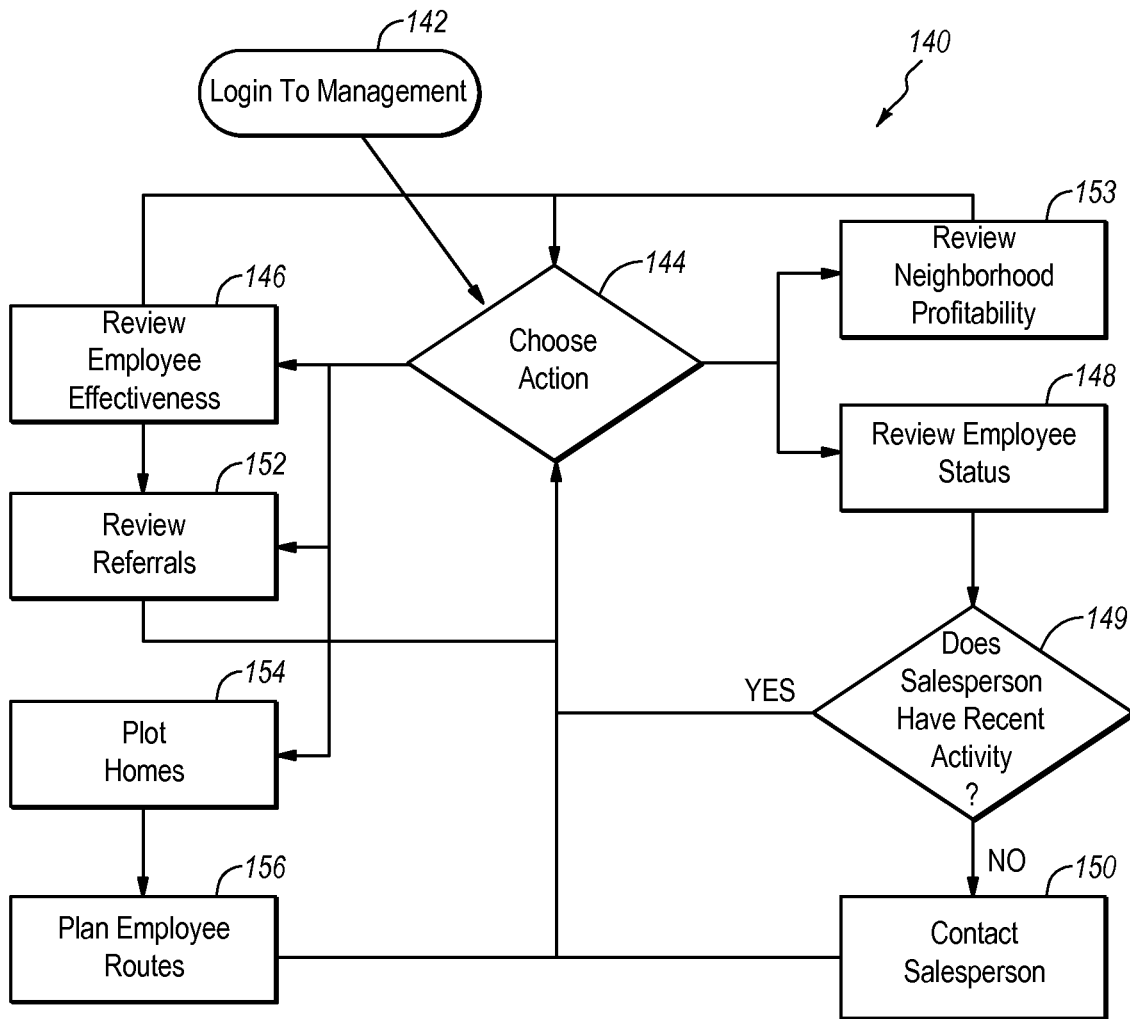 142
Login To Management
140
153
Review
Neighborhood
Profitability
146
Review
Employee
Effectiveness
144
Choose
Action
148
Review Employee
Status
152
Review
Referrals
149
Does
Salesperson
Have Recent
Activity
?
YES
154
Plot
Homes
NO
156
Plan Employee
Routes
150
Contact
Salesperson